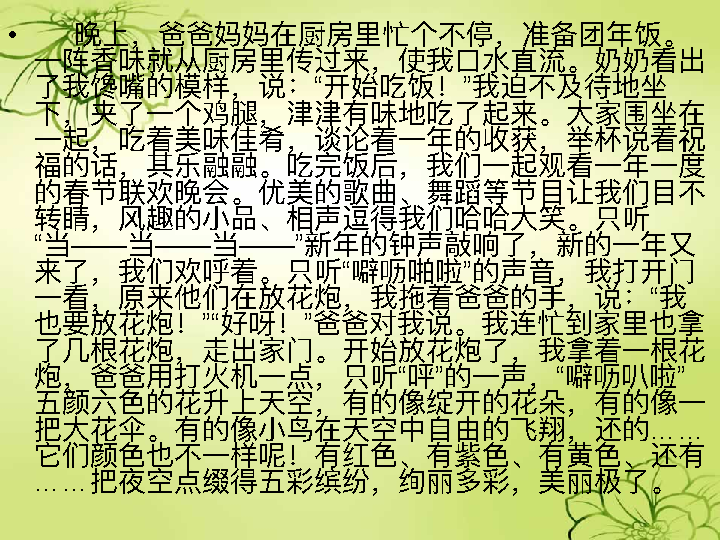 • 晚上，爸爸妈妈在厨房里忙个不停，准备团年饭。
一阵香味就从厨房里传过来，使我口水直流。奶奶看出
了我馋嘴的模样，说：“开始吃饭！”我迫不及待地坐
下，夹了一个鸡腿，津津有味地吃了起来。大家围坐在
一起，吃着美味佳肴，谈论着一年的收获，举杯说着祝
福的话，其乐融融。吃完饭后，我们一起观看一年一度
的春节联欢晚会。优美的歌曲、舞蹈等节目让我们目不
转睛，风趣的小品、相声逗得我们哈哈大笑。只听
“当——当——当——”新年的钟声敲响了，新的一年又
来了，我们欢呼着。只听“噼呖啪啦”的声音，我打开门
一看，原来他们在放花炮，我拖着爸爸的手，说：“我
也要放花炮！”“好呀！”爸爸对我说。我连忙到家里也拿
了几根花炮，走出家门。开始放花炮了，我拿着一根花
炮，爸爸用打火机一点，只听“呯”的一声，“噼呖叭啦”
五颜六色的花升上天空，有的像绽开的花朵，有的像一
把大花伞。有的像小鸟在天空中自由的飞翔，还的……
它们颜色也不一样呢！有红色、有紫色、有黄色、还有
……把夜空点缀得五彩缤纷，绚丽多彩，美丽极了。